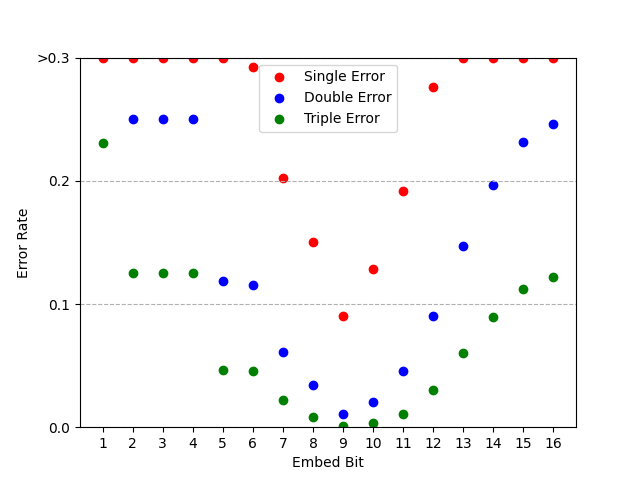 >0.3
0.2
0.1
0.0
Error Rate
Single Error
Double Error
Triple Error
1 2 3 4 5 6 7 8 9 10 11 12 13 14 15 16
Embed Bit